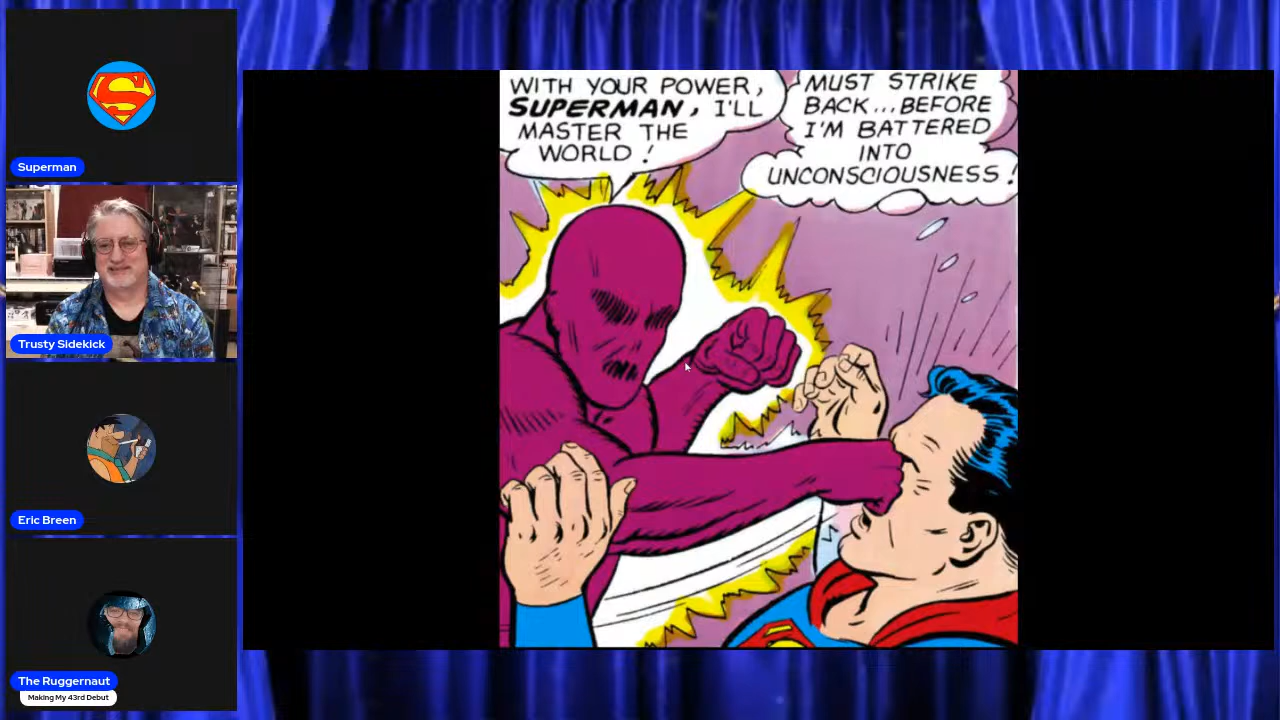 Superman
Trusty Sidekick
Eric Breen
The Ruggernaut
Making My 43rd Debut
WITH YOUR POWER,
SUPERMAN, I'LL
MASTER THE
WORLD!
MUST STRIKE
BACK...BEFORE
I'M BATTERED
INTO
UNCONSCIOUSNESS!